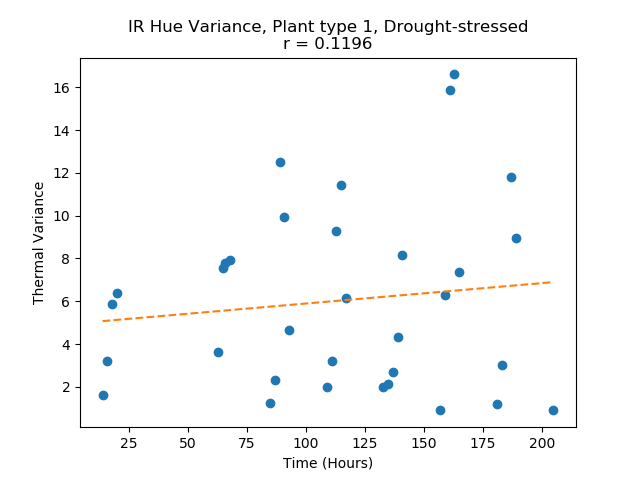 IR Hue Variance, Plant type 1, Drought-stressed
r = 0.1196
16
14
12
10
8
6
4
2
Thermal Variance
25 50 75 100 125 150 175 200
Time (Hours)